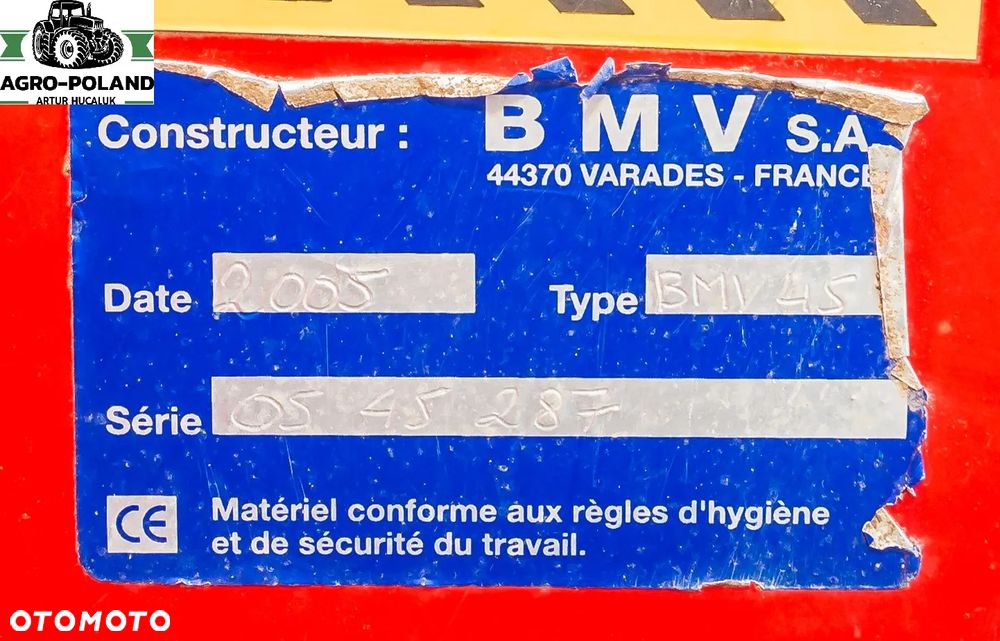 AGRO-POLAND
ARTUR HUCALUK
Constructeur : B M V S.A.
44370 VARADES - FRANCE
Date 2005 Type BMV 45
Série 05 45 287
CE
Matériel conforme aux règles d'hygiène
et de sécurité du travail.
OTOMOTO